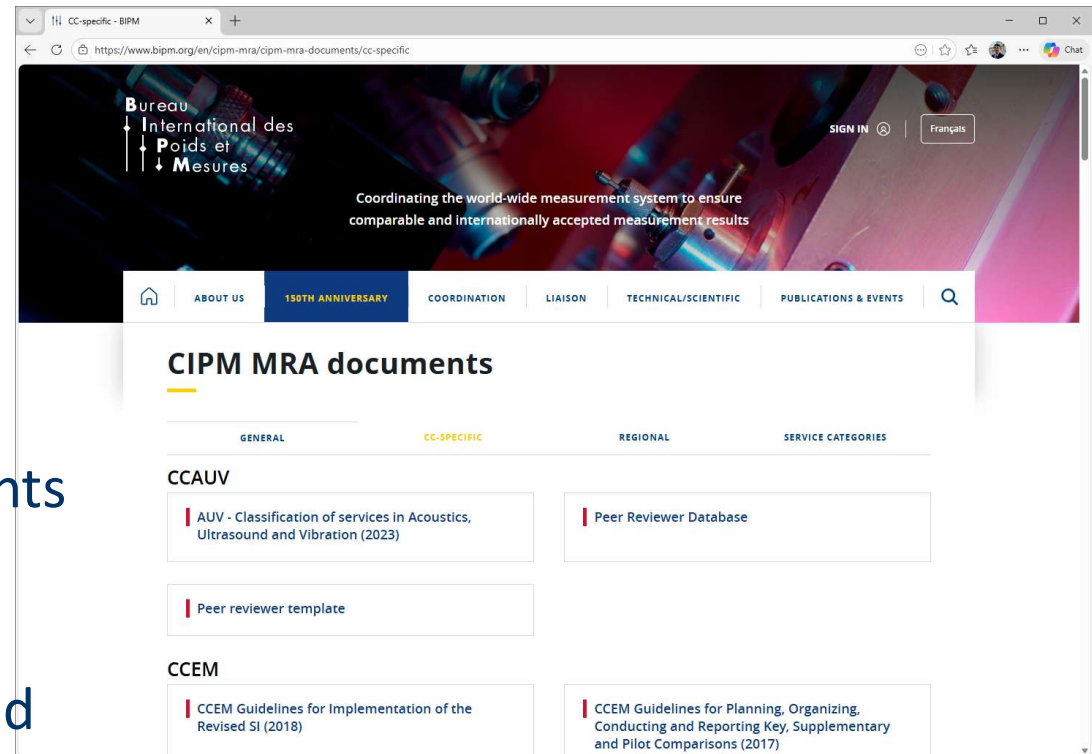 CC-specific - BIPM
https://www.bipm.org/en/cipm-mra/cipm-mra-documents/cc-specific
Chat
Bureau
International des
Poids et
Mesures
SIGN IN
Français
Coordinating the world-wide measurement system to ensure
comparable and internationally accepted measurement results
ABOUT US
150TH ANNIVERSARY
COORDINATION
LIAISON
TECHNICAL/SCIENTIFIC
PUBLICATIONS & EVENTS
CIPM MRA documents
GENERAL
CC-SPECIFIC
REGIONAL
SERVICE CATEGORIES
CCAUV
AUV - Classification of services in Acoustics,
Ultrasound and Vibration (2023)
Peer Reviewer Database
Peer reviewer template
CCEM
CCEM Guidelines for Implementation of the
Revised SI (2018)
CCEM Guidelines for Planning, Organizing,
Conducting and Reporting Key, Supplementary
and Pilot Comparisons (2017)